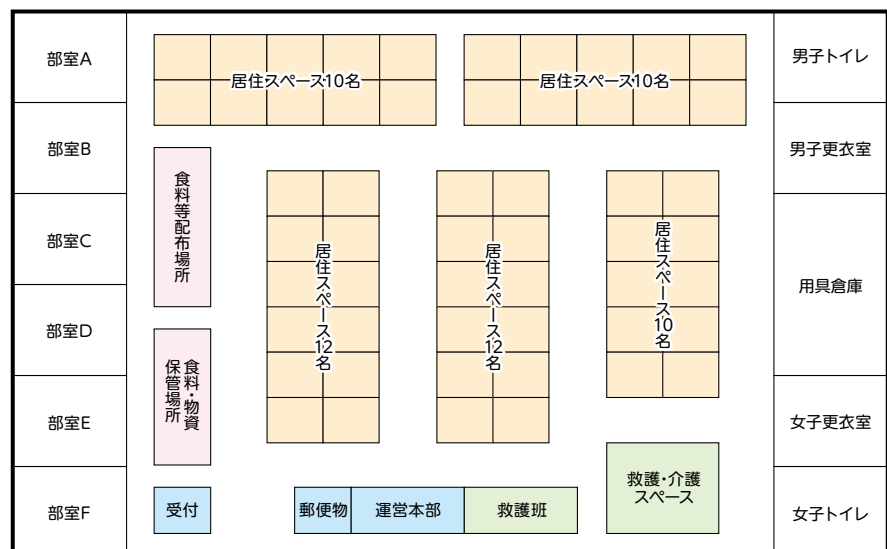 部室A
部室B
部室C
部室D
部室E
部室F
居住スペース10名
居住スペース10名
食料等配布場所
食料・物資
保管場所
居住スペース12名
居住スペース12名
居住スペース10名
受付
郵便物
運営本部
救護班
救護・介護
スペース
男子トイレ
男子更衣室
用具倉庫
女子更衣室
女子トイレ